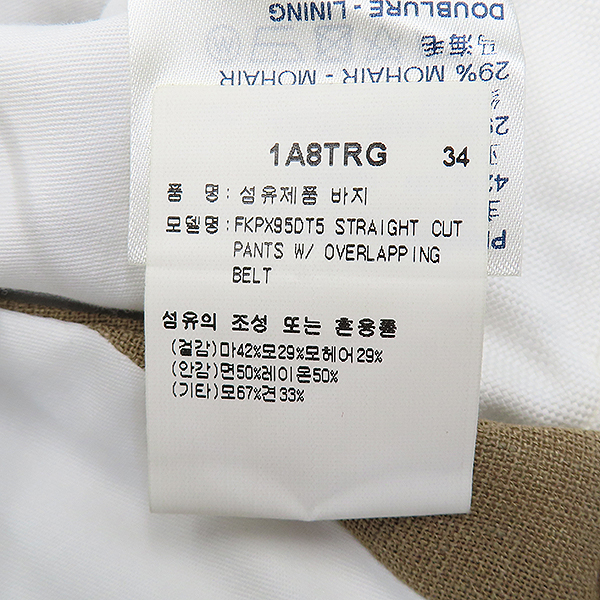 DOUBLURE - LINING
马海毛
29% MOHAIR - MOHAIR
1A8TRG 34
품 명: 섬유제품 바지
모델명: FKPX95DT5 STRAIGHT CUT
PANTS W/ OVERLAPPING
BELT
섬유의 조성 또는 혼용률
(겉감)마42%모29%모헤어29%
(안감)면50%레이온50%
(기타)모67%견33%